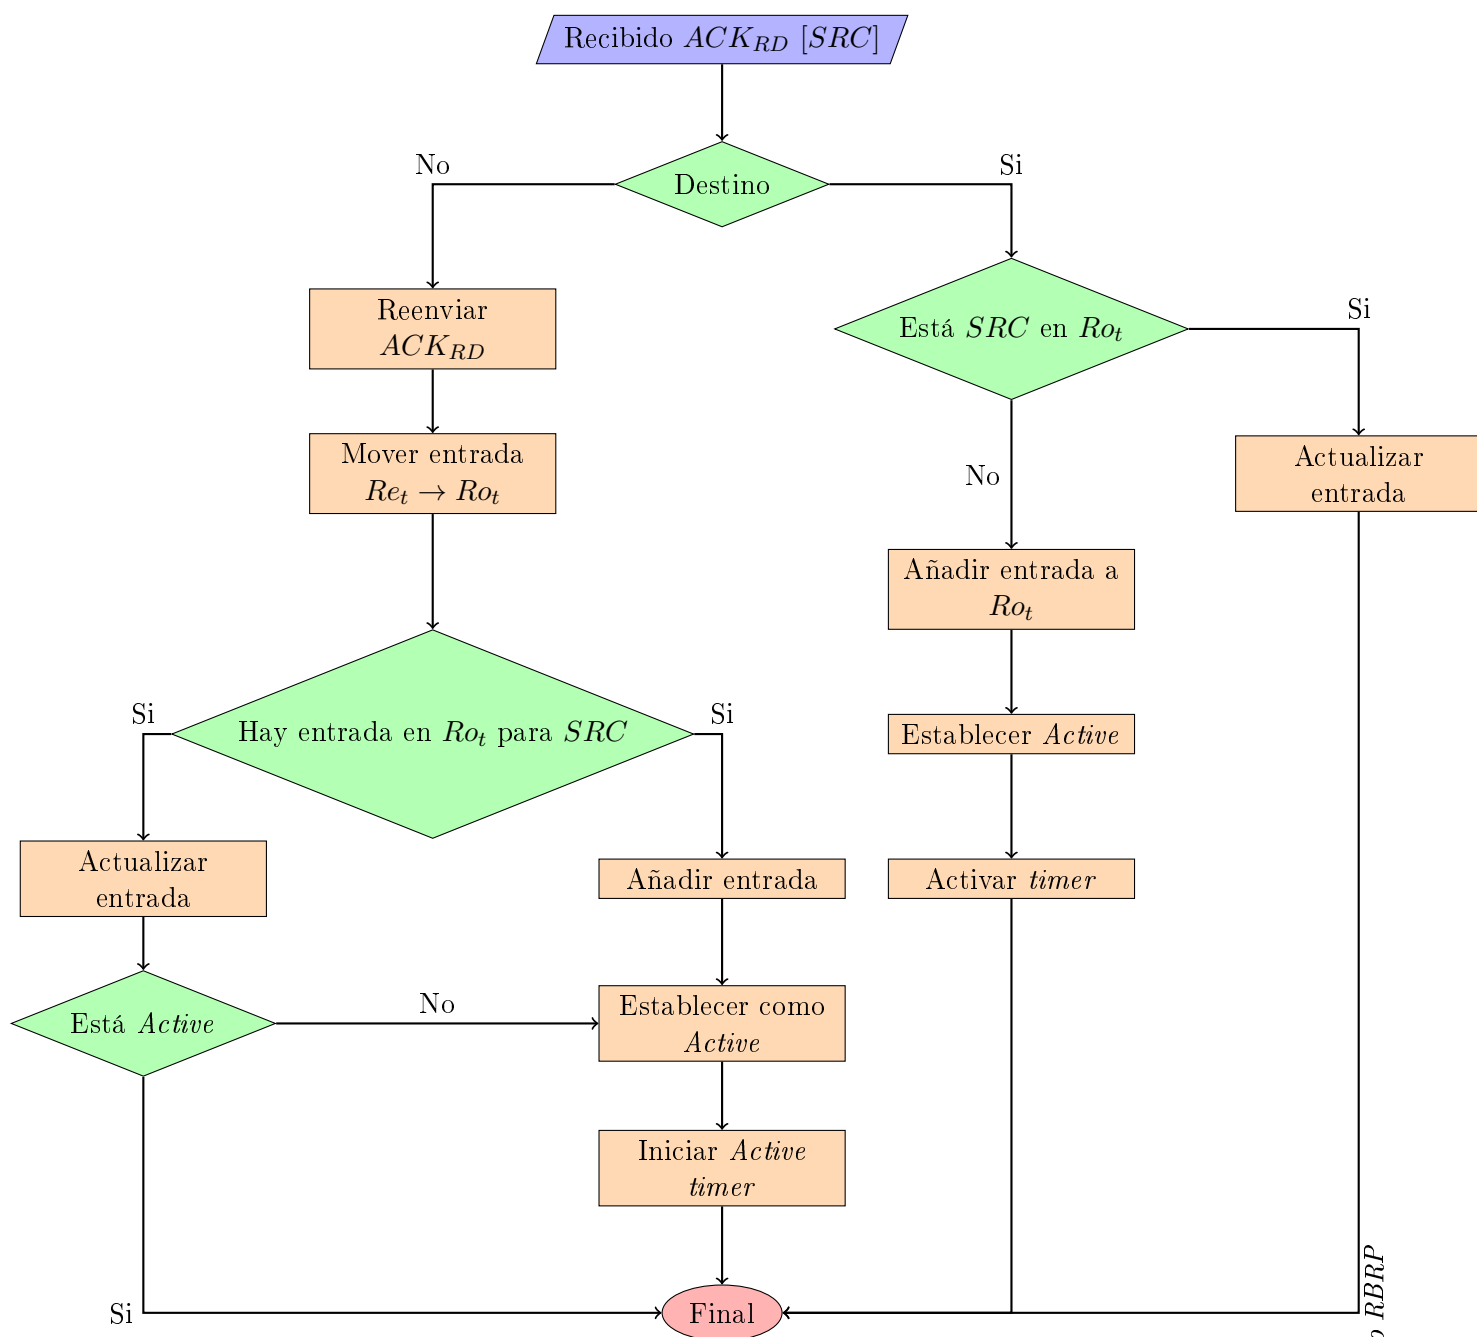 Recibido ACK_RD [SRC]
Destino
No
Si
Reenviar
ACK_RD
Está SRC en Ro_t
Si
Mover entrada
Re_t → Ro_t
No
Actualizar
entrada
Añadir entrada a
Ro_t
Hay entrada en Ro_t para SRC
Si
Si
Establecer Active
Actualizar
entrada
Añadir entrada
Activar timer
Está Active
No
Establecer como
Active
Iniciar Active
timer
Si
Final
RBRP